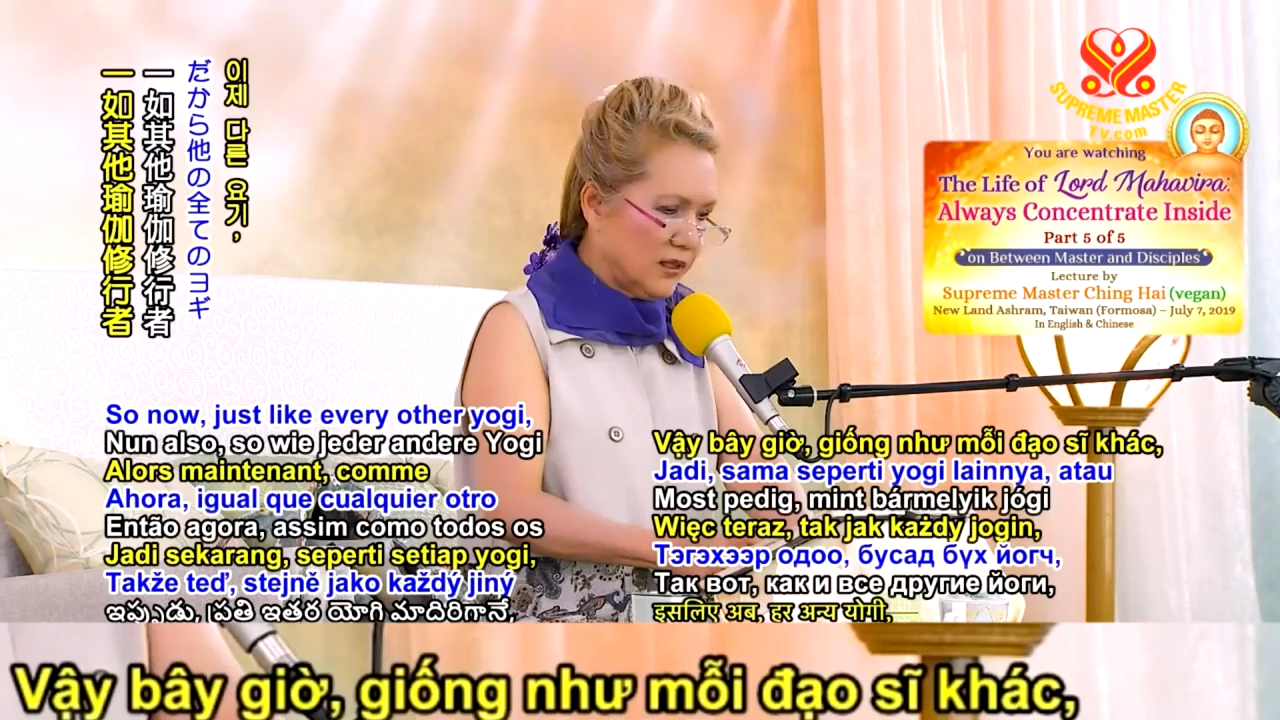 이제 다른 요기,
だから他の全てのヨギ
一如其他瑜伽修行者
一如其他瑜伽修行者
SUPREME MASTER
TV.com
You are watching
The Life of Lord Mahavira:
Always Concentrate Inside
Part 5 of 5
on Between Master and Disciples
Lecture by
Supreme Master Ching Hai (vegan)
New Land Ashram, Taiwan (Formosa) – July 7, 2019
In English & Chinese
So now, just like every other yogi,
Nun also, so wie jeder andere Yogi
Alors maintenant, comme
Ahora, igual que cualquier otro
Então agora, assim como todos os
Jadi sekarang, seperti setiap yogi,
Takže teď, stejně jako každý jiný
ఇప్పుడు, ప్రతి ఇతర యోగి మాదిరిగానే,
Vậy bây giờ, giống như mỗi đạo sĩ khác,
Jadi, sama seperti yogi lainnya, atau
Most pedig, mint bármelyik jógi
Więc teraz, tak jak każdy jogin,
Тэгэхээр одоо, бусад бүх йогч,
Так вот, как и все другие йоги,
इसलिए अब, हर अन्य योगी,
Vậy bây giờ, giống như mỗi đạo sĩ khác,